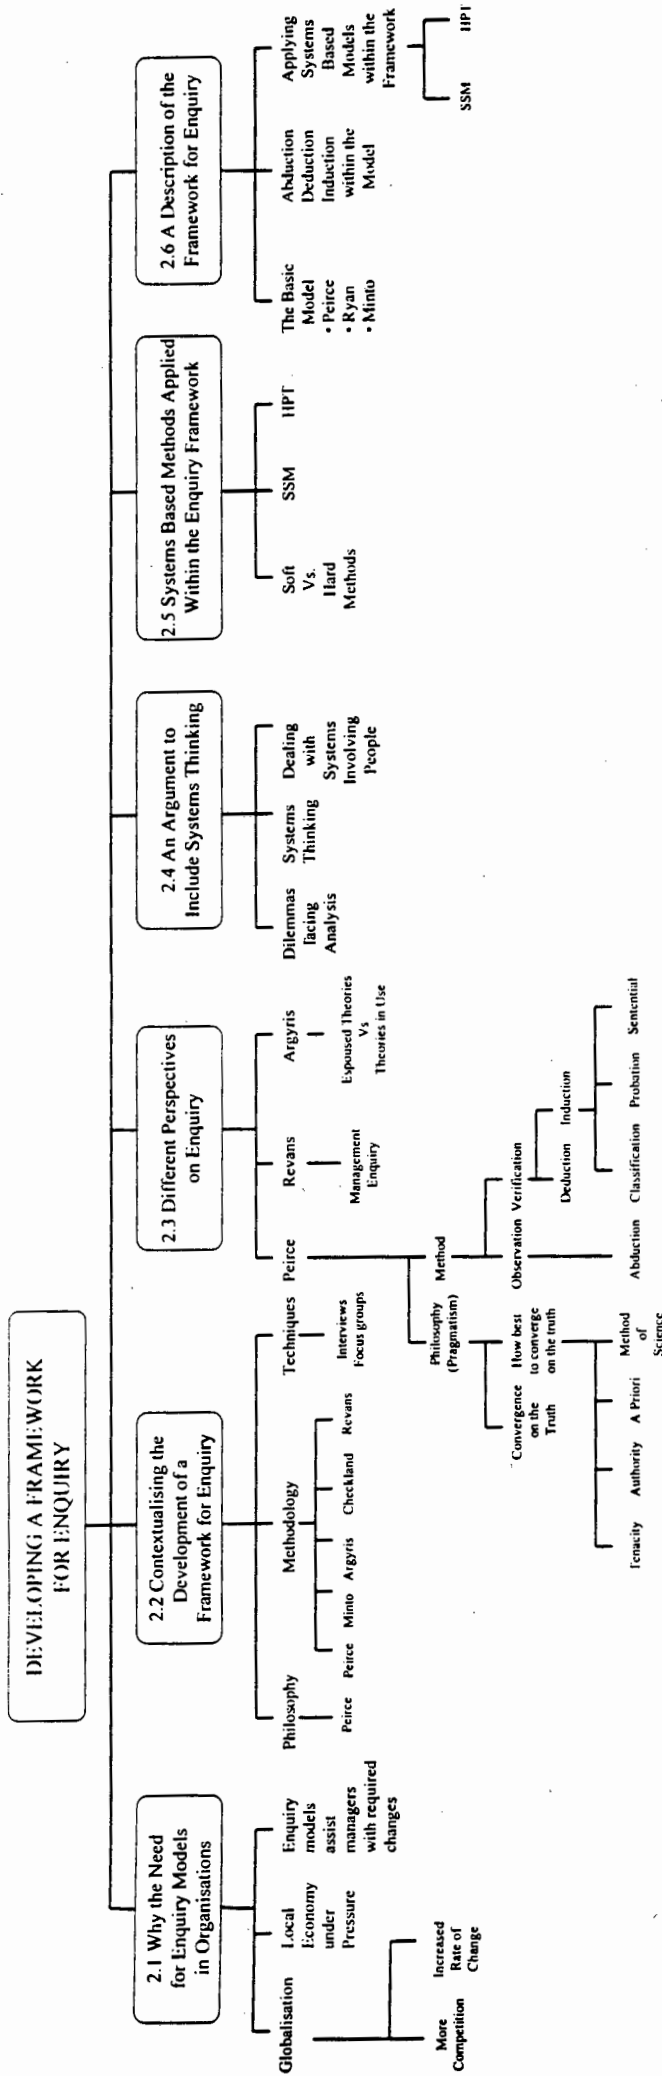 DEVELOPING A FRAMEWORK
FOR ENQUIRY
2.1 Why the Need
for Enquiry Models
in Organisations
Globalisation
More
Competition
Increased
Rate of
Change
Local
Economy
under
Pressure
Enquiry
models
assist
managers
with required
changes
2.2 Contextualising the
Development of a
Framework for Enquiry
Philosophy
Peirce
Methodology
Peirce
Minto
Argyris
Checkland
Revans
Techniques
Interviews
Focus groups
2.3 Different Perspectives
on Enquiry
Peirce
Philosophy
(Pragmatism)
Convergence
on the
Truth
How best
to converge
on the truth
Tenacity
Authority
A Priori
Method
of
Science
Method
Observation
Abduction
Verification
Deduction
Induction
Classification
Probation
Sentential
Revans
Management
Enquiry
Argyris
Espoused Theories
Vs
Theories in Use
2.4 An Argument to
Include Systems Thinking
Dilemmas
facing
Analysis
Systems
Thinking
Dealing
with
Systems
Involving
People
2.5 Systems Based Methods Applied
Within the Enquiry Framework
Soft
Vs.
Hard
Methods
SSM
HPT
2.6 A Description of the
Framework for Enquiry
The Basic
Model
• Peirce
• Ryan
• Minto
Abduction
Deduction
Induction
within the
Model
Applying
Systems
Based
Models
within the
Framework
SSM
HPT